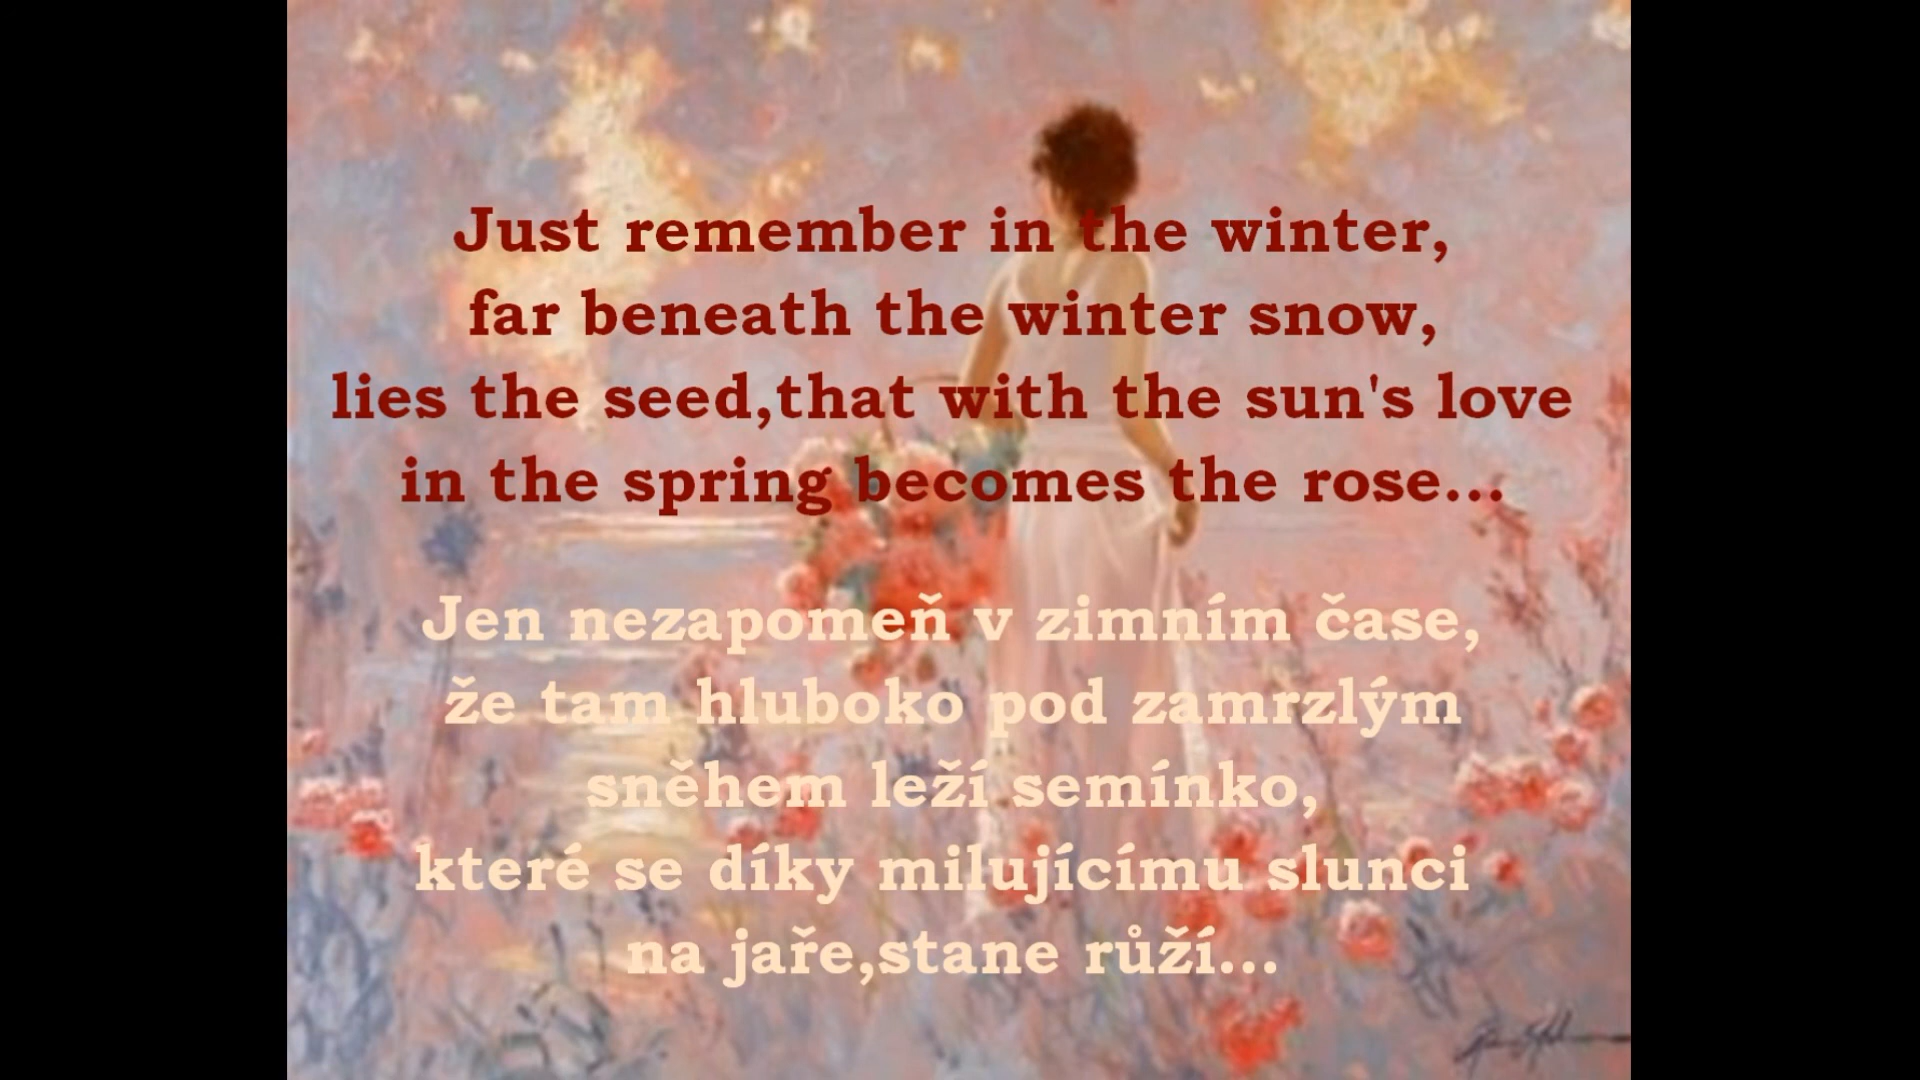 Just remember in the winter,
far beneath the winter snow,
lies the seed,that with the sun's love
in the spring becomes the rose...
Jen nezapomeň v zimním čase,
že tam hluboko pod zamrzlým
sněhem leží semínko,
které se díky milujícímu slunci
na jaře,stane růží...